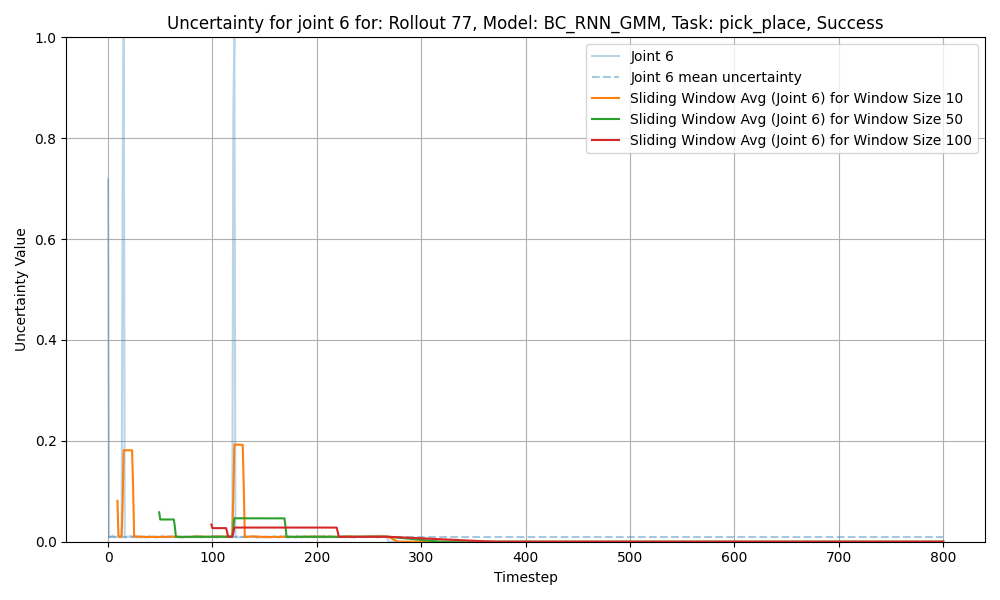 Uncertainty for joint 6 for: Rollout 77, Model: BC_RNN_GMM, Task: pick_place, Success
Uncertainty Value
1.0
0.8
0.6
0.4
0.2
0.0
Joint 6
Joint 6 mean uncertainty
Sliding Window Avg (Joint 6) for Window Size 10
Sliding Window Avg (Joint 6) for Window Size 50
Sliding Window Avg (Joint 6) for Window Size 100
0 100 200 300 400 500 600 700 800
Timestep